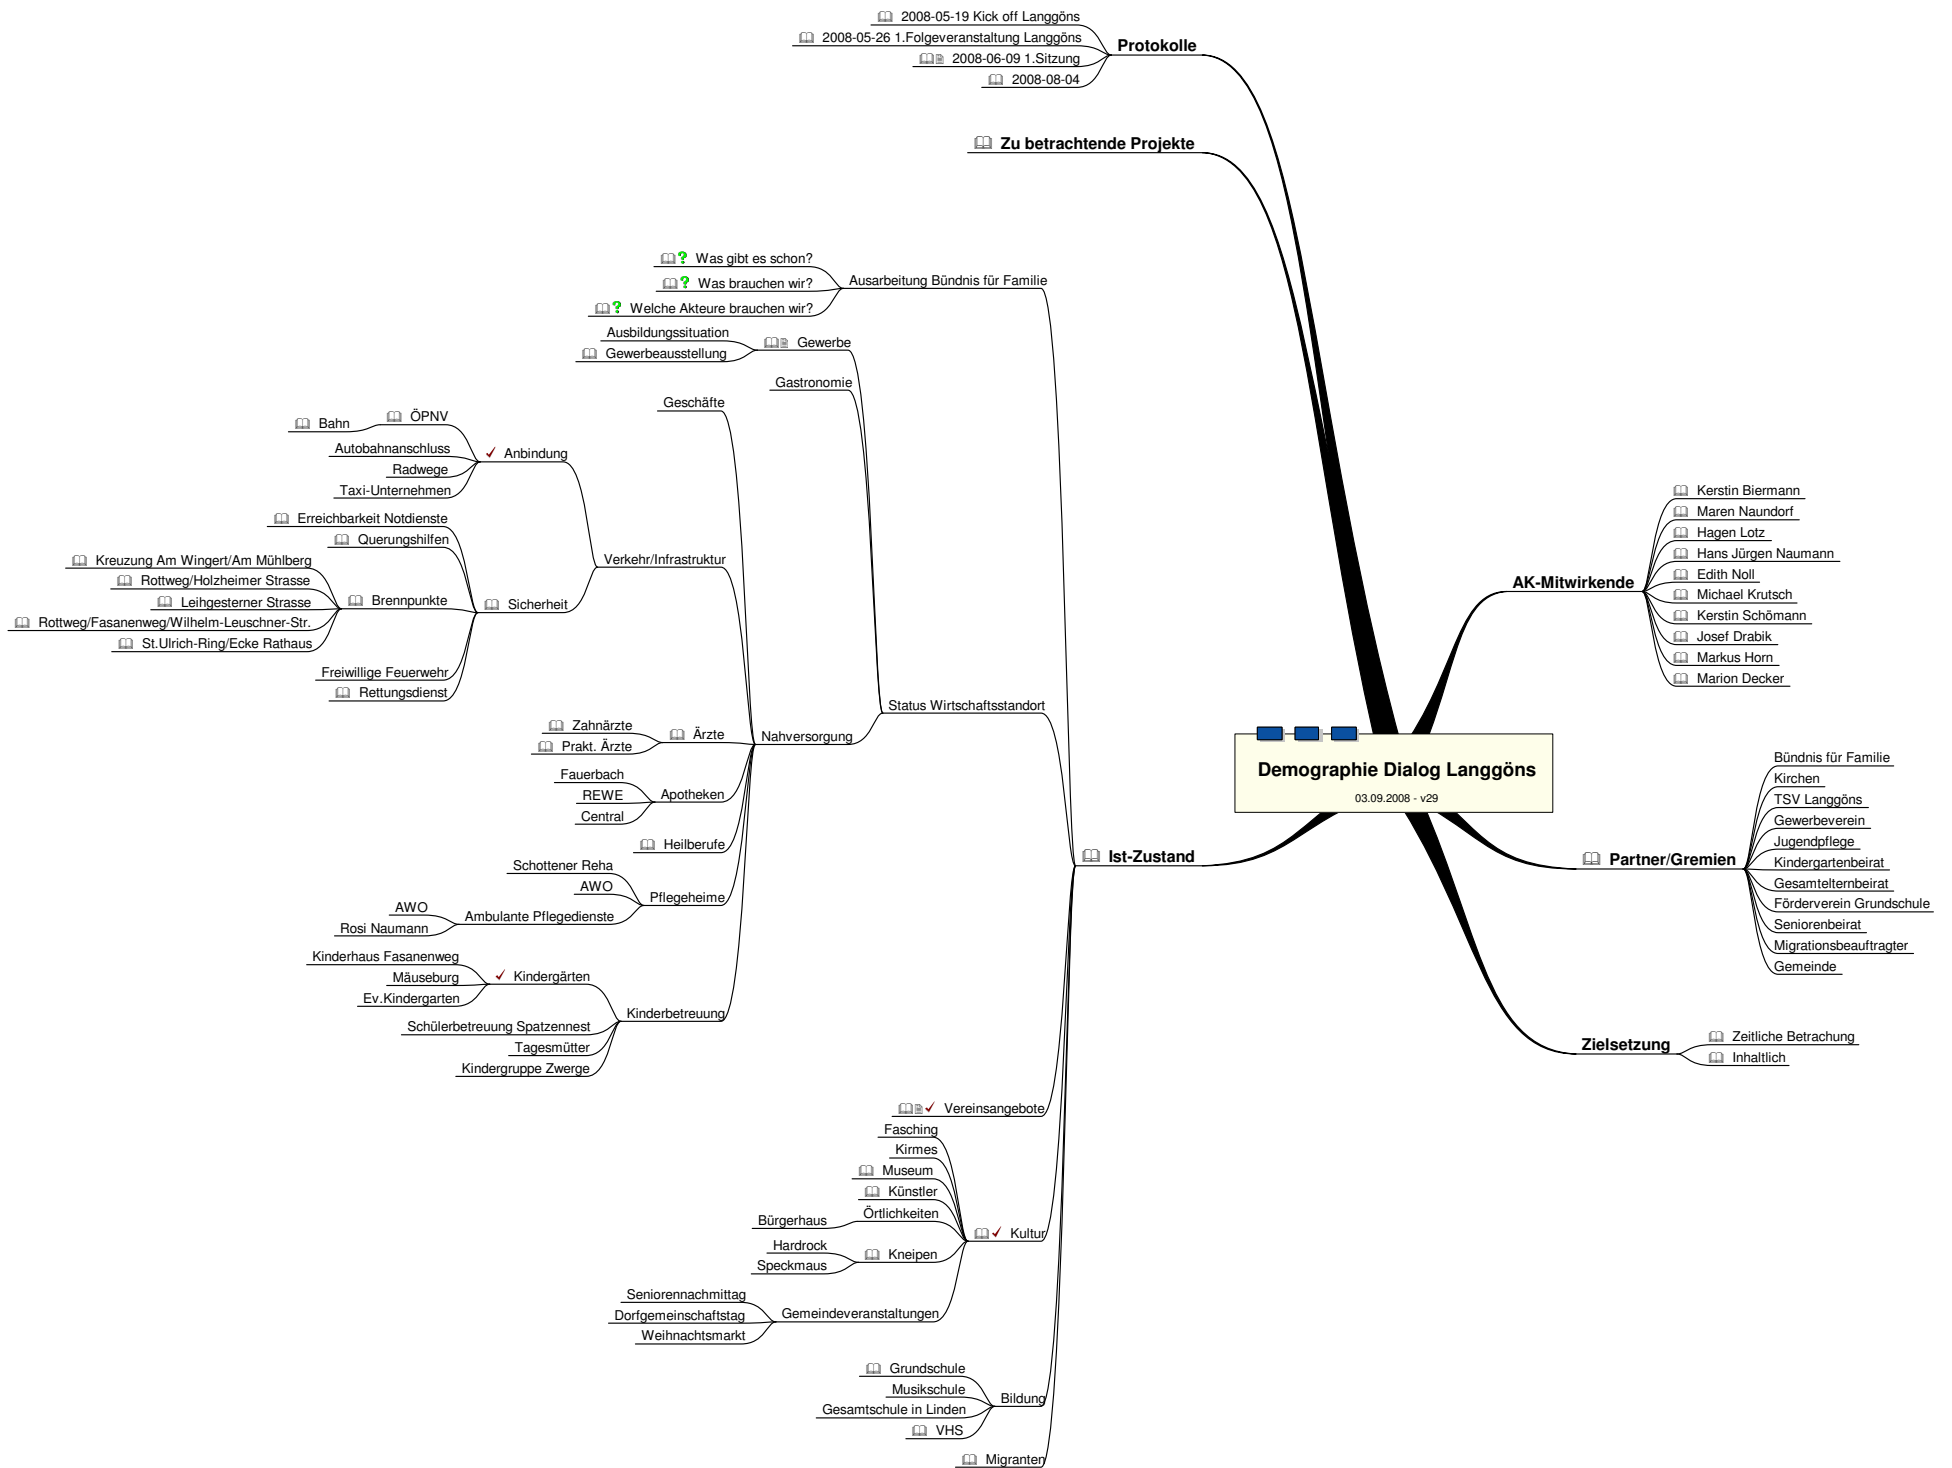 2008-05-19 Kick off Langgöns
2008-05-26 1.Folgeveranstaltung Langgöns
2008-06-09 1.Sitzung
2008-08-04
Protokolle
Zu betrachtende Projekte
Was gibt es schon?
Was brauchen wir?
Welche Akteure brauchen wir?
Ausarbeitung Bündnis für Familie
Ausbildungssituation
Gewerbeausstellung
Gewerbe
Gastronomie
Geschäfte
Bahn
ÖPNV
Autobahnanschluss
Radwege
Taxi-Unternehmen
Anbindung
Erreichbarkeit Notdienste
Querungshilfen
Kreuzung Am Wingert/Am Mühlberg
Rottweg/Holzheimer Strasse
Leihgesterner Strasse
Rottweg/Fasanenweg/Wilhelm-Leuschner-Str.
St.Ulrich-Ring/Ecke Rathaus
Brennpunkte
Freiwillige Feuerwehr
Rettungsdienst
Sicherheit
Verkehr/Infrastruktur
Zahnärzte
Prakt. Ärzte
Ärzte
Fauerbach
REWE
Central
Apotheken
Heilberufe
Schottener Reha
AWO
AWO
Rosi Naumann
Ambulante Pflegedienste
Pflegeheime
Kinderhaus Fasanenweg
Mäuseburg
Ev.Kindergarten
Kindergärten
Schülerbetreuung Spatzennest
Tagesmütter
Kindergruppe Zwerge
Kinderbetreuung
Nahversorgung
Status Wirtschaftsstandort
Vereinsangebote
Fasching
Kirmes
Museum
Künstler
Bürgerhaus
Örtlichkeiten
Hardrock
Speckmaus
Kneipen
Seniorennachmittag
Dorfgemeinschaftstag
Weihnachtsmarkt
Gemeindeveranstaltungen
Kultur
Grundschule
Musikschule
Gesamtschule in Linden
VHS
Bildung
Migranten
Ist-Zustand
Demographie Dialog Langgöns
03.09.2008 - v29
AK-Mitwirkende
Kerstin Biermann
Maren Naundorf
Hagen Lotz
Hans Jürgen Naumann
Edith Noll
Michael Krutsch
Kerstin Schömann
Josef Drabik
Markus Horn
Marion Decker
Partner/Gremien
Bündnis für Familie
Kirchen
TSV Langgöns
Gewerbeverein
Jugendpflege
Kindergartenbeirat
Gesamtelternbeirat
Förderverein Grundschule
Seniorenbeirat
Migrationsbeauftragter
Gemeinde
Zielsetzung
Zeitliche Betrachung
Inhaltlich